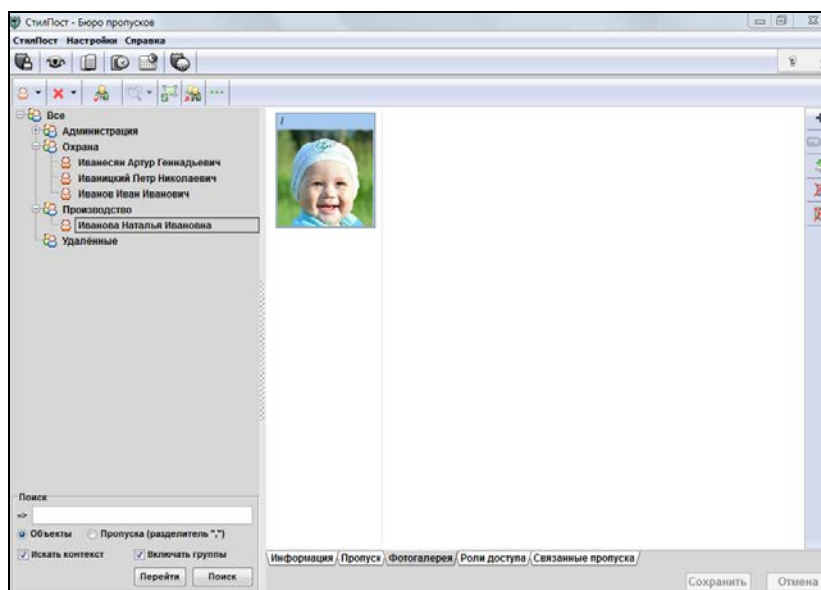 СтилПост - Бюро пропусков
СтилПост Настройки Справка
Все
Администрация
Охрана
Иванесян Артур Геннадьевич
Иваницкий Петр Николаевич
Иванов Иван Иванович
Производство
Иванова Наталья Ивановна
Удалённые
1
Поиск
=>
Объекты Пропуска (разделитель ",")
Искать контекст Включать группы
Перейти Поиск
Информация Пропуск Фотогалерея Роли доступа Связанные пропуска
Сохранить Отмена